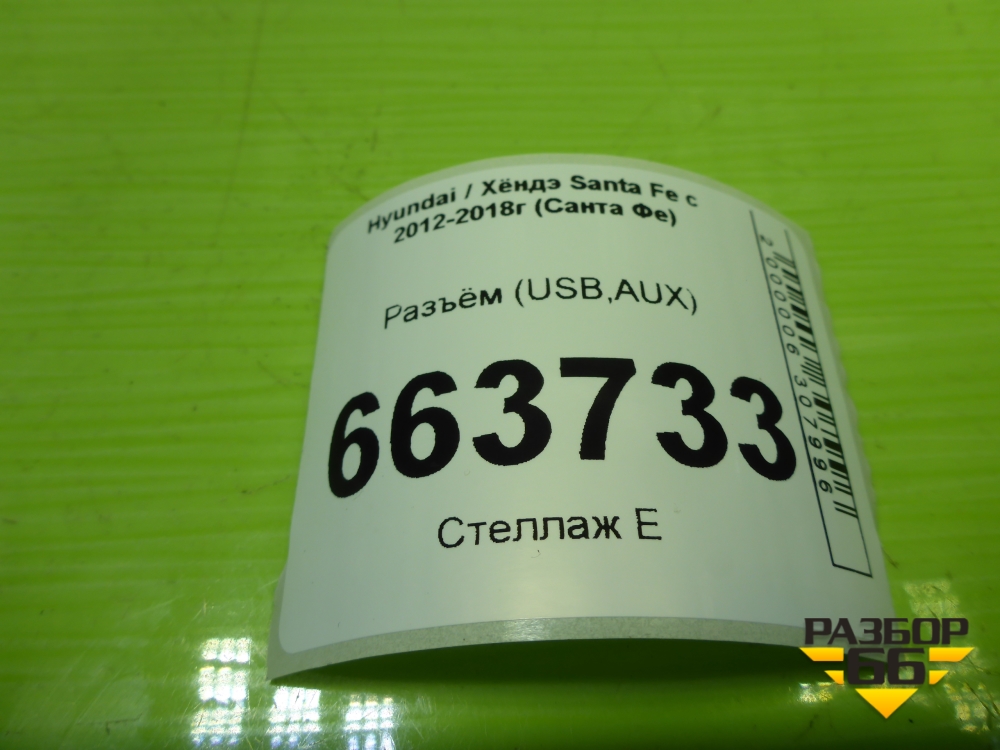 Hyundai / Хёндэ Santa Fe с
2012-2018г (Санта Фе)
Разъём (USB,AUX)
663733
Стеллаж Е
2000006307996
РАЗБОР
66